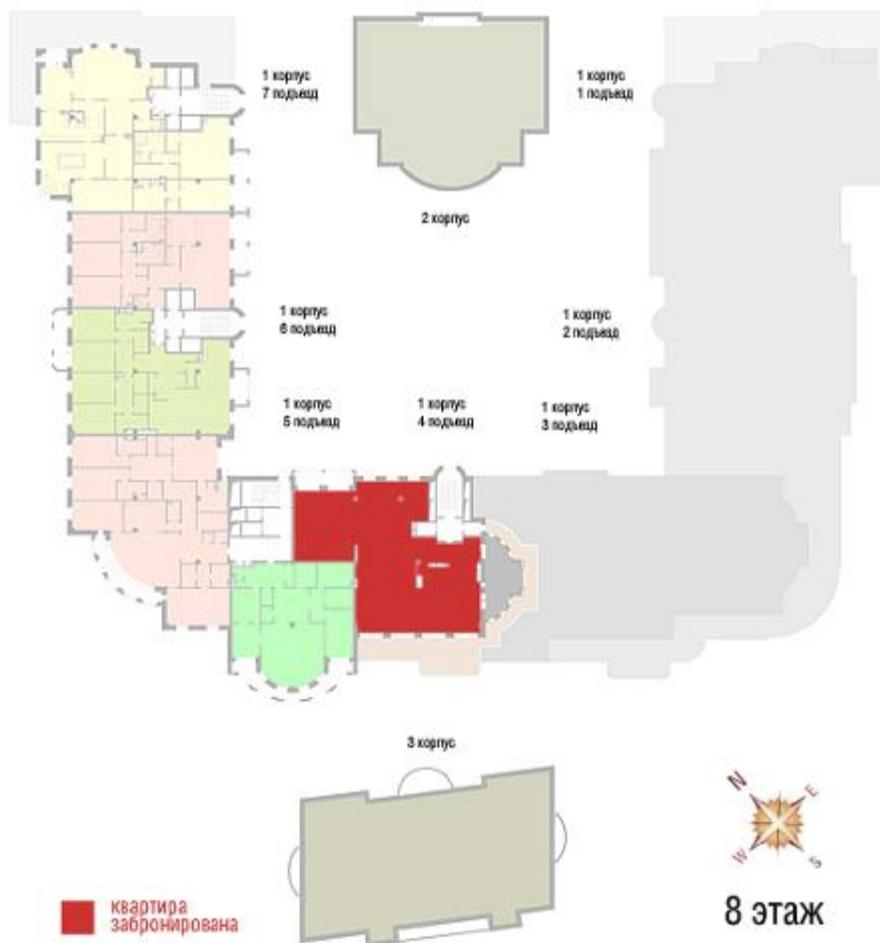 1 корпус
7 подъезд
1 корпус
1 подъезд
2 корпус
1 корпус
6 подъезд
1 корпус
2 подъезд
1 корпус
5 подъезд
1 корпус
4 подъезд
1 корпус
3 подъезд
3 корпус
N
E
W
S
квартира
забронирована
8 этаж